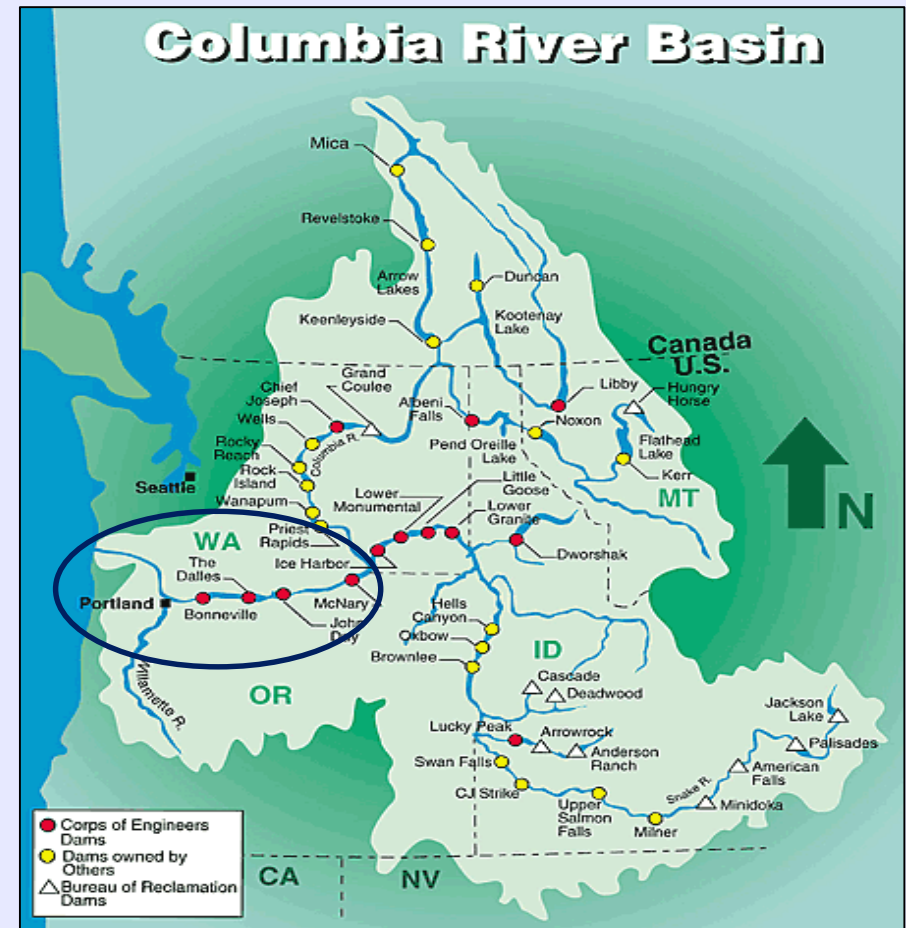 Columbia River Basin
Mica
Revelstoke
Arrow
Lakes
Duncan
Kootenay
Lake
Keenleyside
Canada
U.S.
Grand
Coulee
Chief
Joseph
Wells
Rocky
Reach
Rock
Island
Wanapum
Priest
Rapids
Columbia R.
Albeni
Falls
Pend Oreille
Lake
Libby
Noxon
Hungry
Horse
Flathead
Lake
Kerr
MT
N
Seattle
Lower
Monumental
Little
Goose
Lower
Granite
Ice Harbor
Dworshak
WA
The
Dalles
Portland
Bonneville
John
Day
McNary
Willamette R.
OR
Hells
Canyon
Oxbow
Brownlee
ID
Cascade
Deadwood
Lucky Peak
Arrowrock
Anderson
Ranch
Swan Falls
CJ Strike
Upper
Salmon
Falls
Milner
Snake R.
Minidoka
American
Falls
Palisades
Jackson
Lake
Corps of Engineers
Dams
Dams owned by
Others
Bureau of Reclamation
Dams
CA
NV